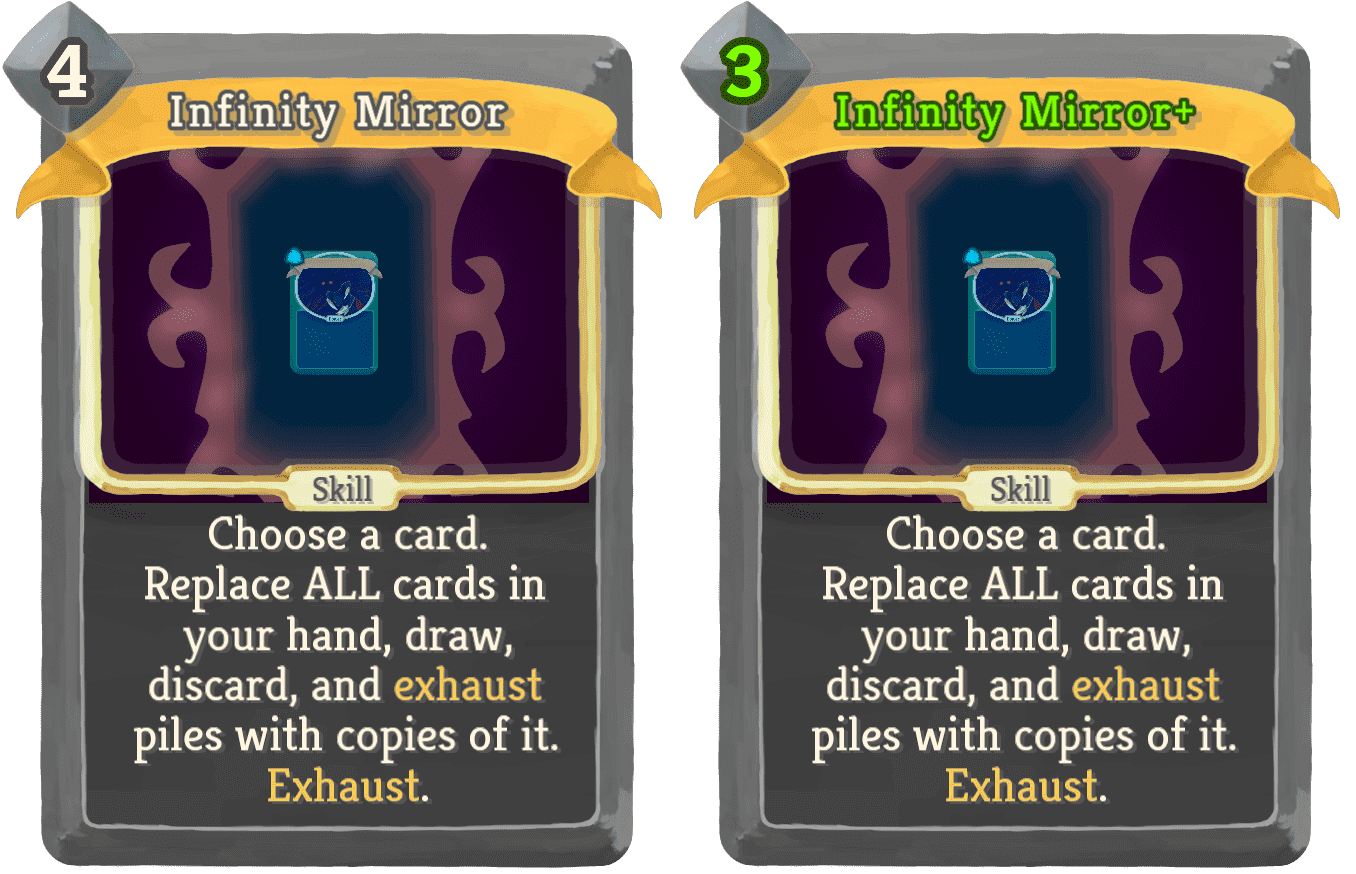 4
Infinity Mirror
Skill
Choose a card.
Replace ALL cards in
your hand, draw,
discard, and exhaust
piles with copies of it.
Exhaust.
3
Infinity Mirror+
Skill
Choose a card.
Replace ALL cards in
your hand, draw,
discard, and exhaust
piles with copies of it.
Exhaust.